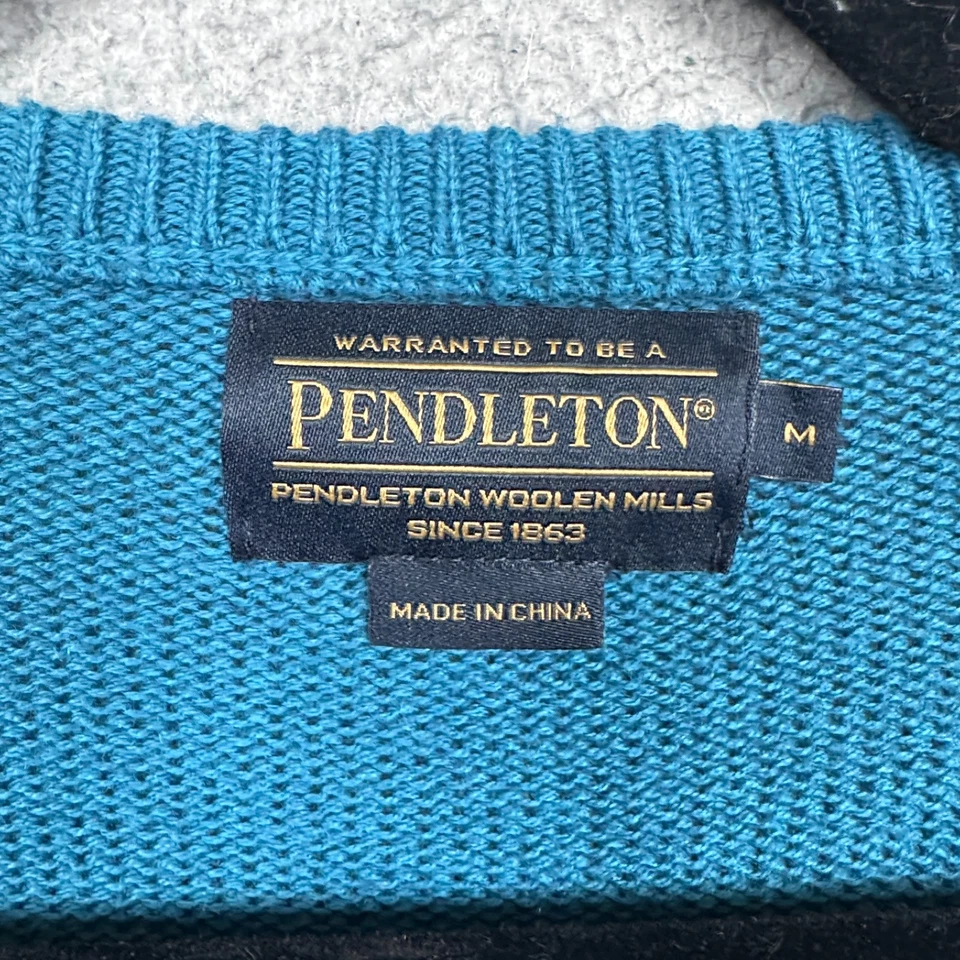 WARRANTED TO BE A
PENDLETON®
M
PENDLETON WOOLEN MILLS
SINCE 1863
MADE IN CHINA